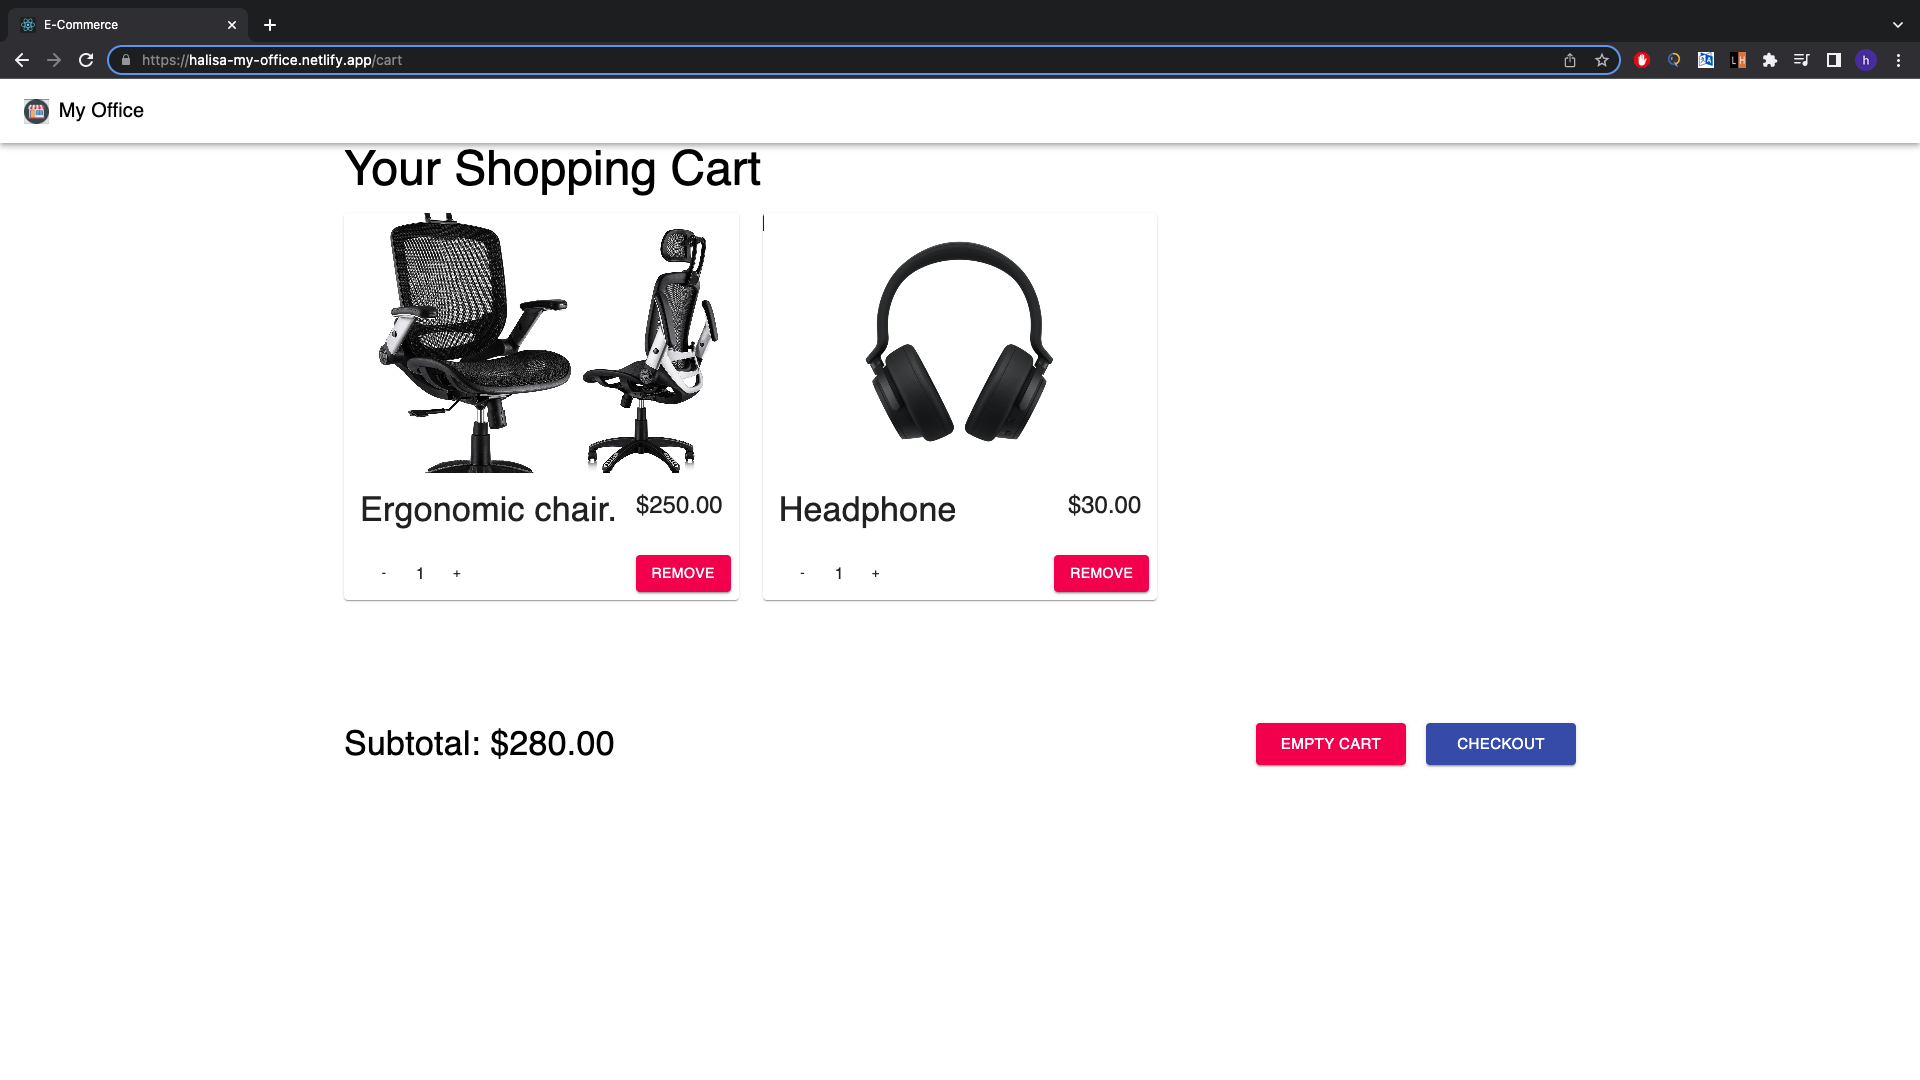 E-Commerce
https://halisa-my-office.netlify.app/cart
LH
h
My Office
Your Shopping Cart
Ergonomic chair. $250.00
- 1 + REMOVE
Headphone $30.00
- 1 + REMOVE
Subtotal: $280.00
EMPTY CART CHECKOUT